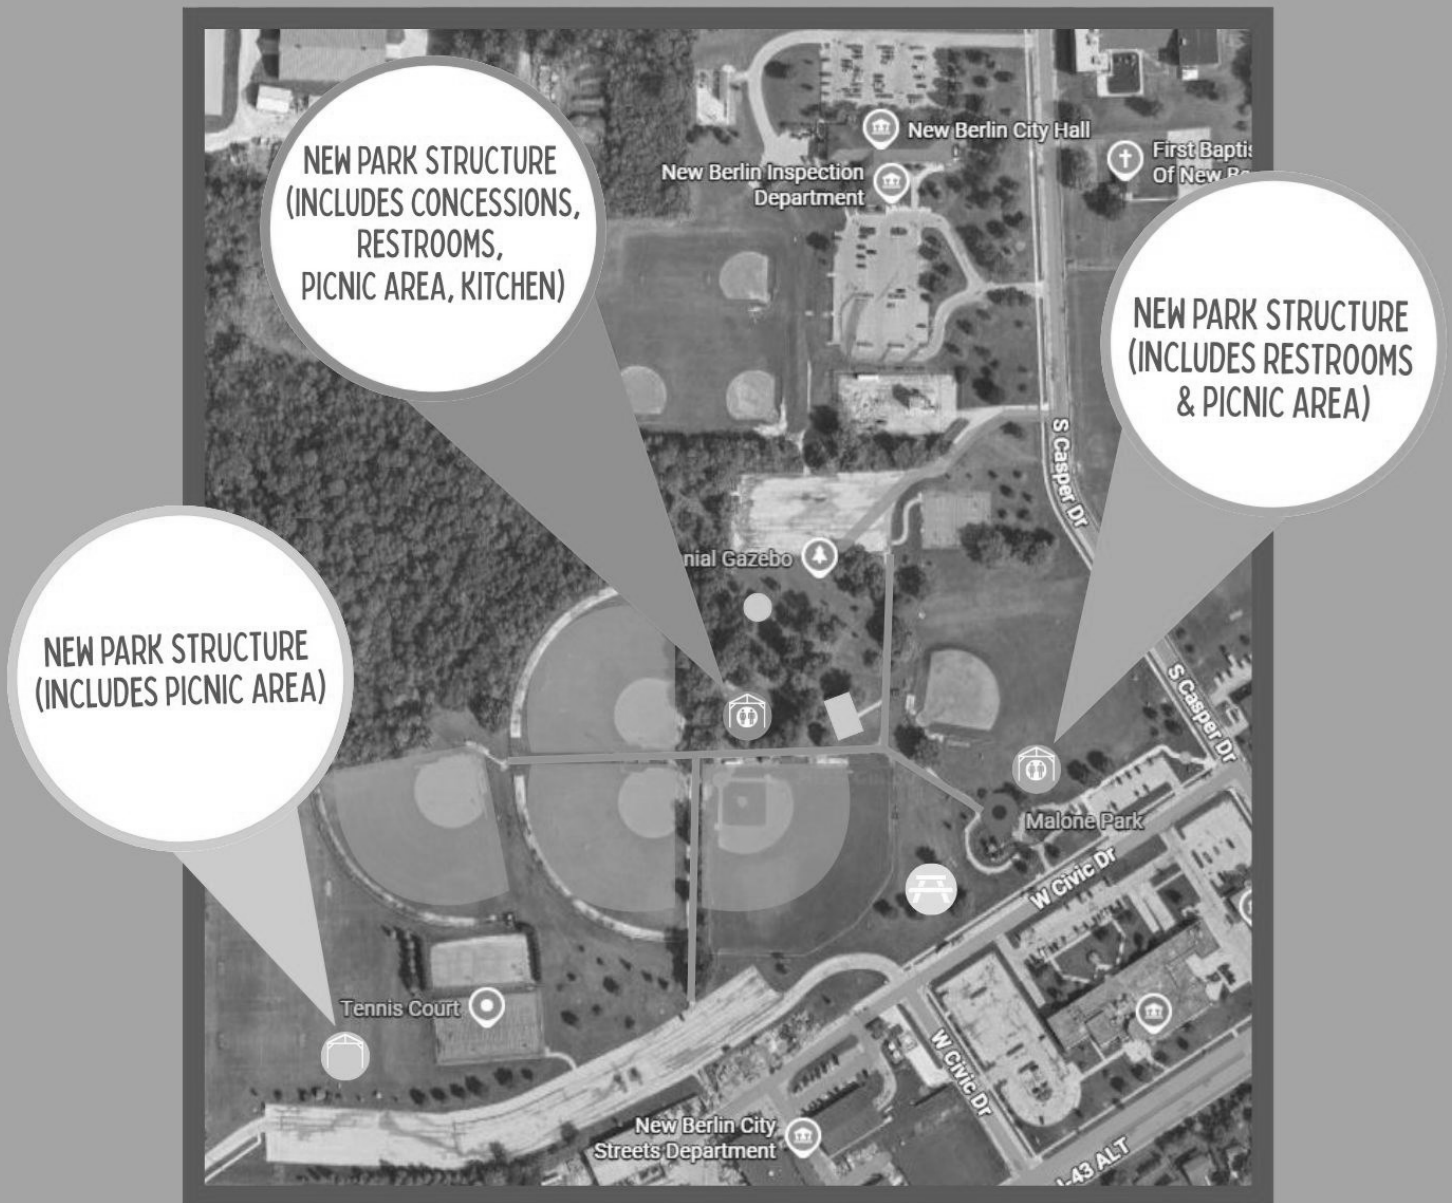 NEW PARK STRUCTURE
(INCLUDES CONCESSIONS,
RESTROOMS,
PICNIC AREA, KITCHEN)
New Berlin City Hall
New Berlin Inspection
Department
First Baptis
Of New Be
NEW PARK STRUCTURE
(INCLUDES RESTROOMS
& PICNIC AREA)
S Casper Dr
nial Gazebo
NEW PARK STRUCTURE
(INCLUDES PICNIC AREA)
S Casper Dr
Malone Park
W Civic Dr
Tennis Court
W Civic Dr
New Berlin City
Streets Department
I-43 ALT